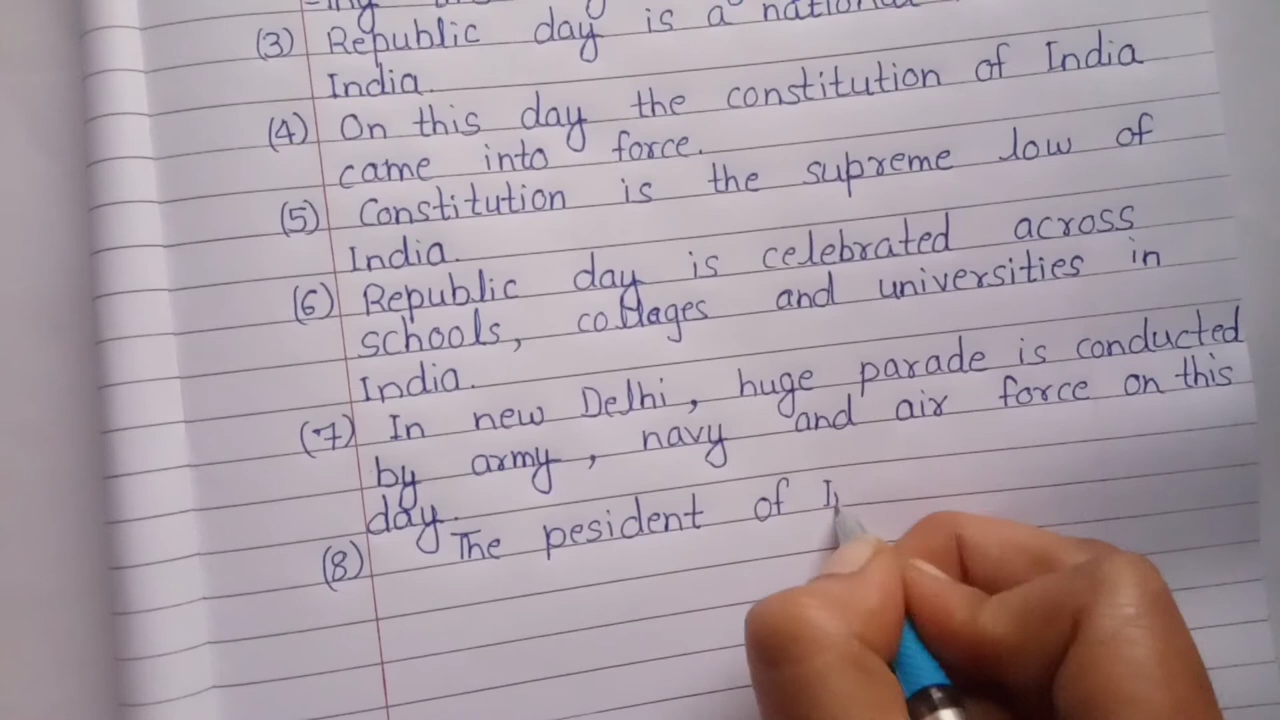 (3) Republic day is a national
India.
(4) On this day the constitution of India
came into force.
(5) Constitution is the supreme low of
India.
(6) Republic day is celebrated across
schools, collages and universities in
India.
(7) In new Delhi, huge parade is conducted
by army, navy and air force on this
day.
(8) The pesident of